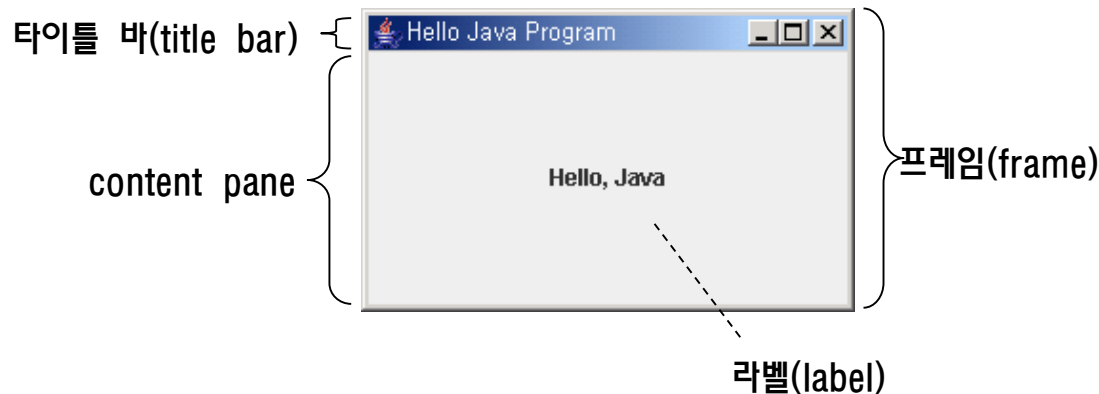 타이틀 바(title bar)
Hello Java Program
content pane
Hello, Java
프레임(frame)
라벨(label)